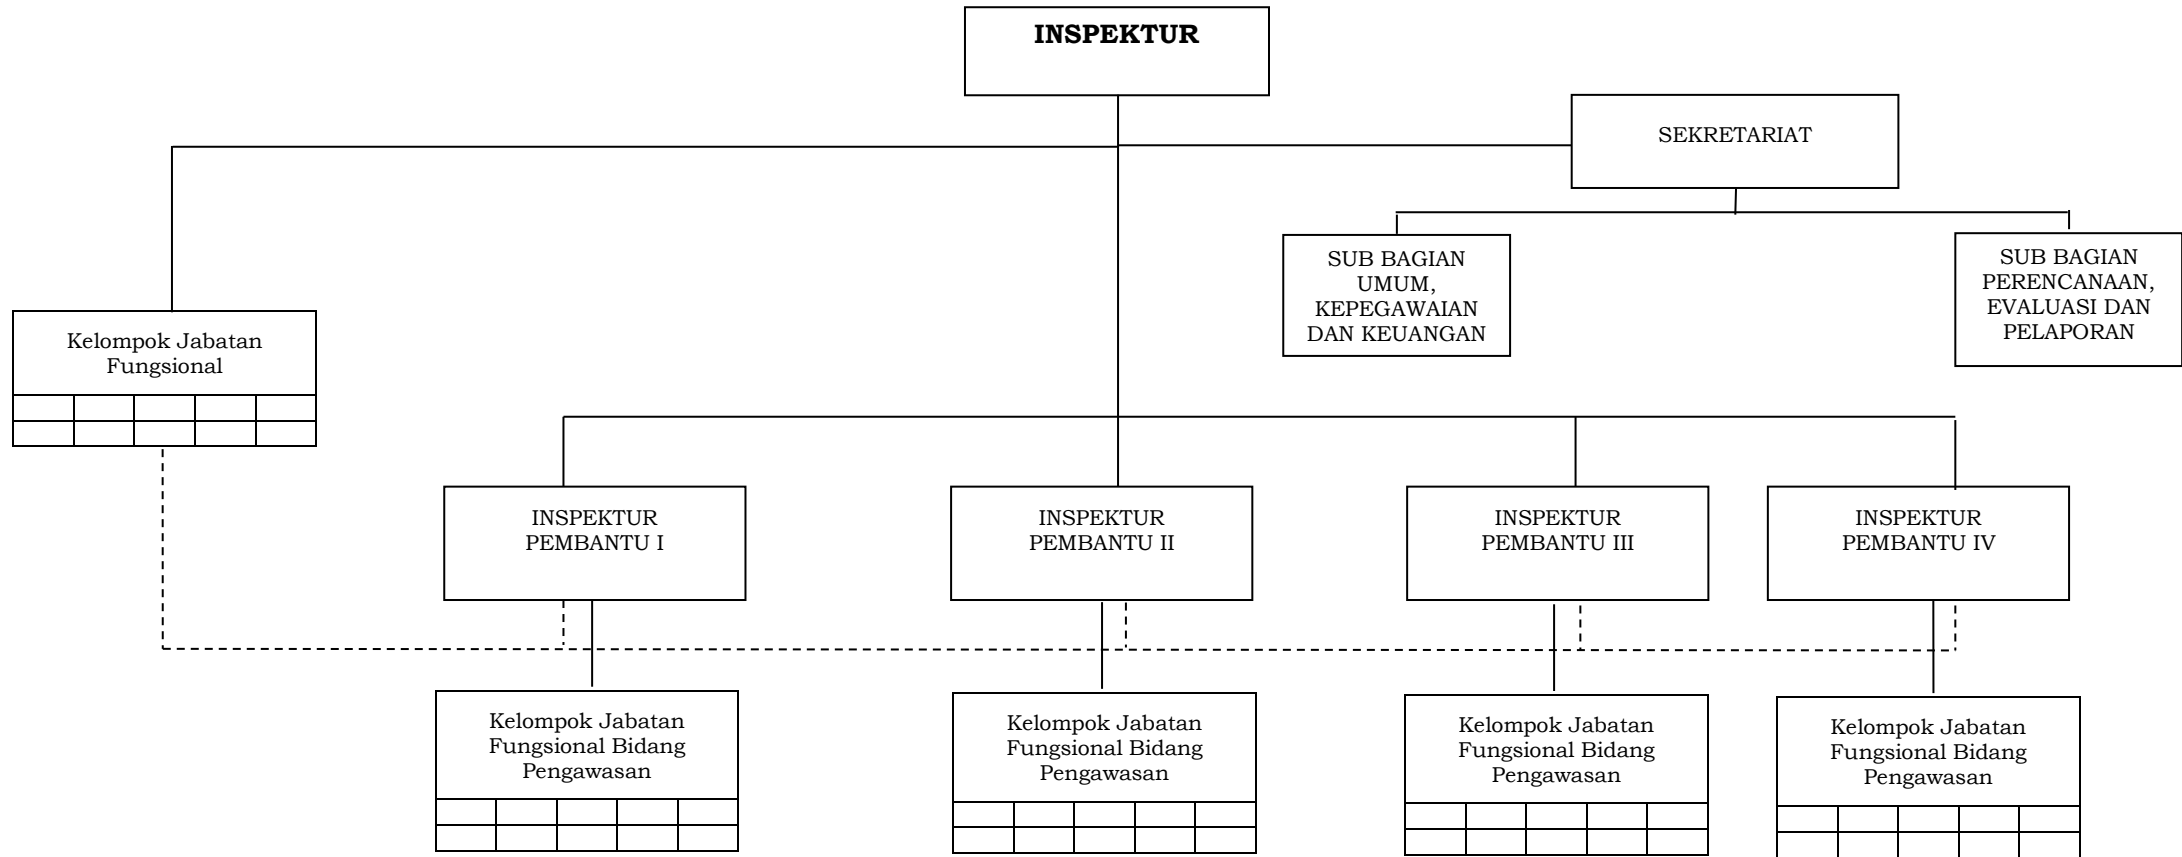 INSPEKTUR
SEKRETARIAT
SUB BAGIAN
UMUM,
KEPEGAWAIAN
DAN KEUANGAN
SUB BAGIAN
PERENCANAAN,
EVALUASI DAN
PELAPORAN
Kelompok Jabatan
Fungsional
INSPEKTUR
PEMBANTU I
INSPEKTUR
PEMBANTU II
INSPEKTUR
PEMBANTU III
INSPEKTUR
PEMBANTU IV
Kelompok Jabatan
Fungsional Bidang
Pengawasan
Kelompok Jabatan
Fungsional Bidang
Pengawasan
Kelompok Jabatan
Fungsional Bidang
Pengawasan
Kelompok Jabatan
Fungsional Bidang
Pengawasan